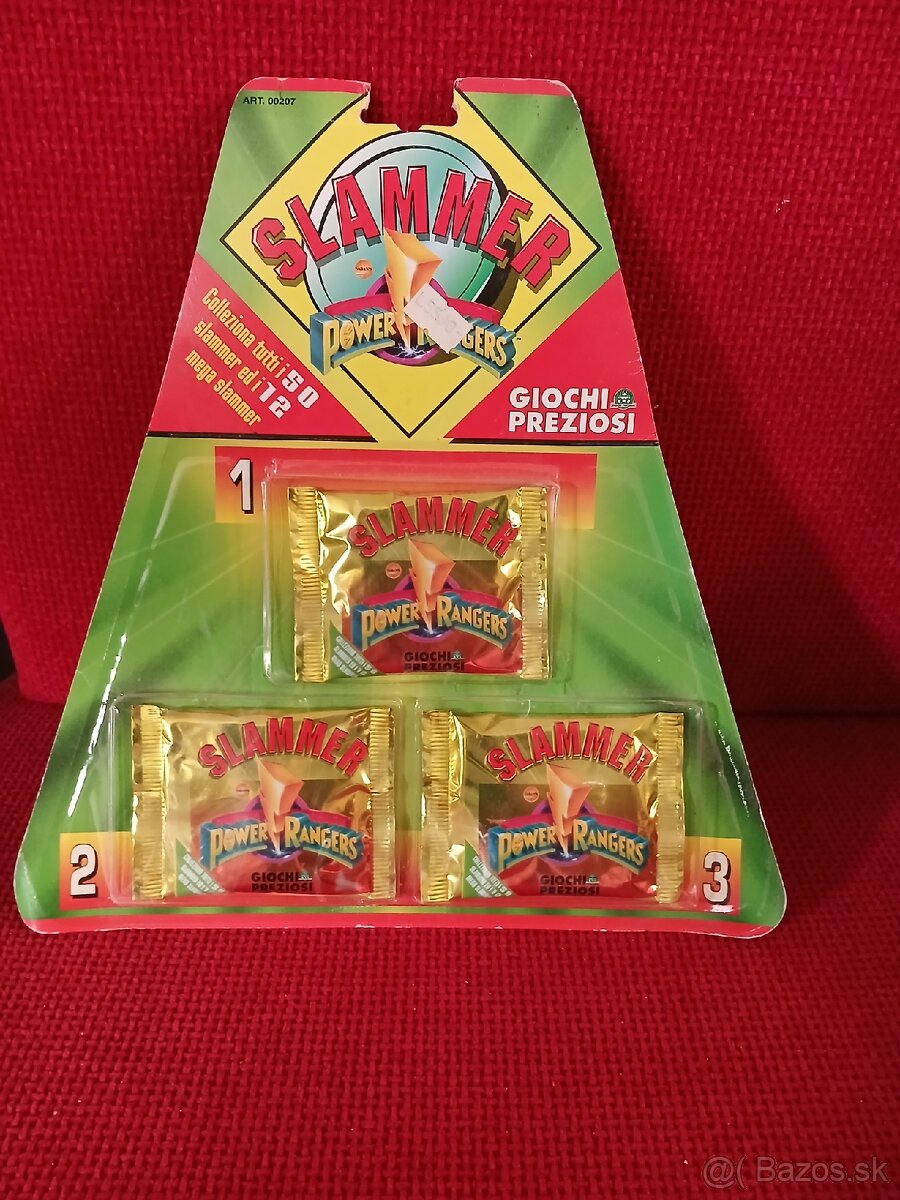 ART. 00207
SLAMMER
POWER RANGERS
Colleziona tutti i 50
slammer ed i 12
mega slammer
GIOCHI
PREZIOSI
1
SLAMMER
POWER RANGERS
GIOCHI
PREZIOSI
SLAMMER
POWER RANGERS
GIOCHI
PREZIOSI
2
SLAMMER
POWER RANGERS
GIOCHI
PREZIOSI
3
@( Bazos.sk